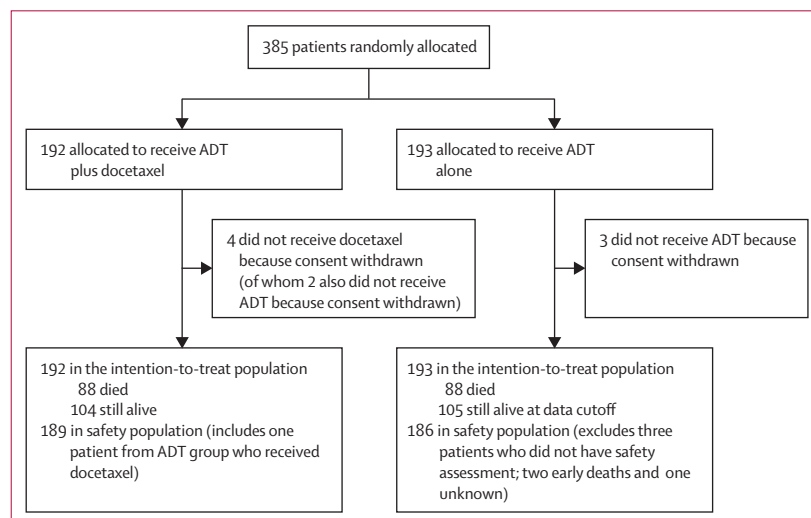 385 patients randomly allocated
192 allocated to receive ADT
plus docetaxel
193 allocated to receive ADT
alone
4 did not receive docetaxel
because consent withdrawn
(of whom 2 also did not receive
ADT because consent withdrawn)
3 did not receive ADT because
consent withdrawn
192 in the intention-to-treat population
88 died
104 still alive
189 in safety population (includes one
patient from ADT group who received
docetaxel)
193 in the intention-to-treat population
88 died
105 still alive at data cutoff
186 in safety population (excludes three
patients who did not have safety
assessment; two early deaths and one
unknown)